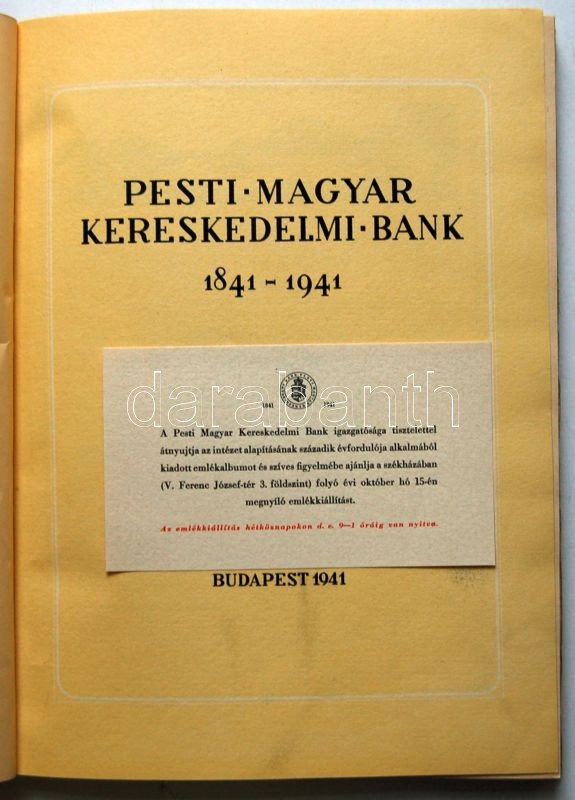 PESTI·MAGYAR
KERESKEDELMI·BANK
1841-1941
1841 1941
darabanth
A Pesti Magyar Kereskedelmi Bank igazgatósága tisztelettel
átnyujtja az intézet alapításának századik évfordulója alkalmából
kiadott emlékalbumot és szíves figyelmébe ajánlja a székházában
(V. Ferenc József-tér 3. földszint) folyó évi október hó 15-én
megnyíló emlékkiállítást.
Az emlékkiállítás hétköznapokon d. e. 9—1 óráig van nyitva.
BUDAPEST 1941